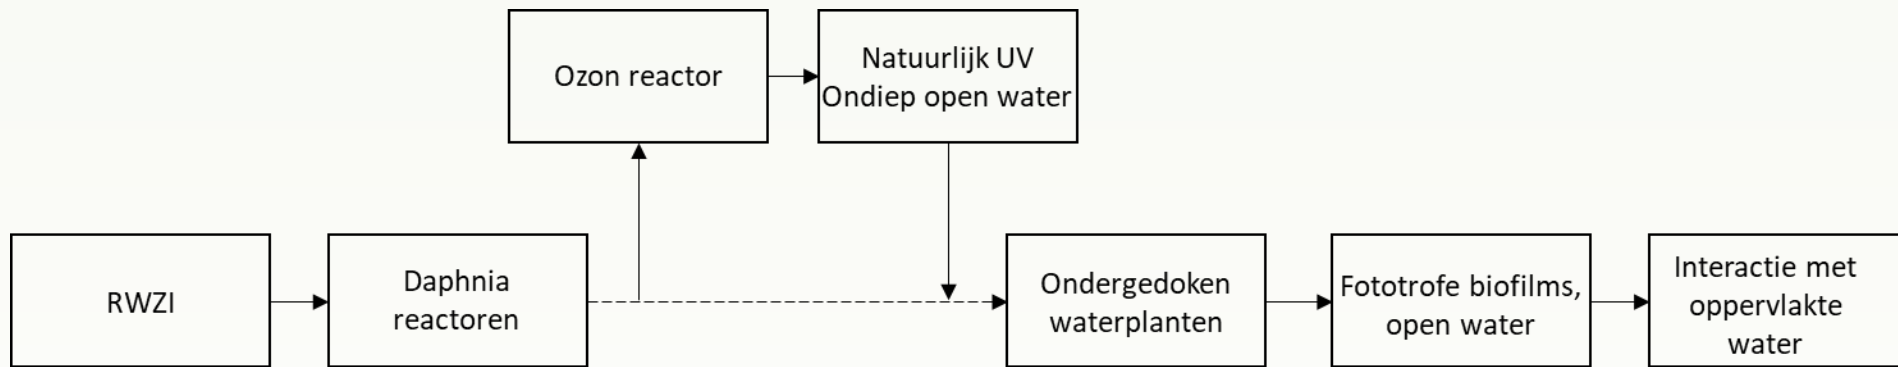 Ozon reactor
Natuurlijk UV
Ondiep open water
RWZI
Daphnia
reactoren
Ondergedoken
waterplanten
Fototrofe biofilms,
open water
Interactie met
oppervlakte
water